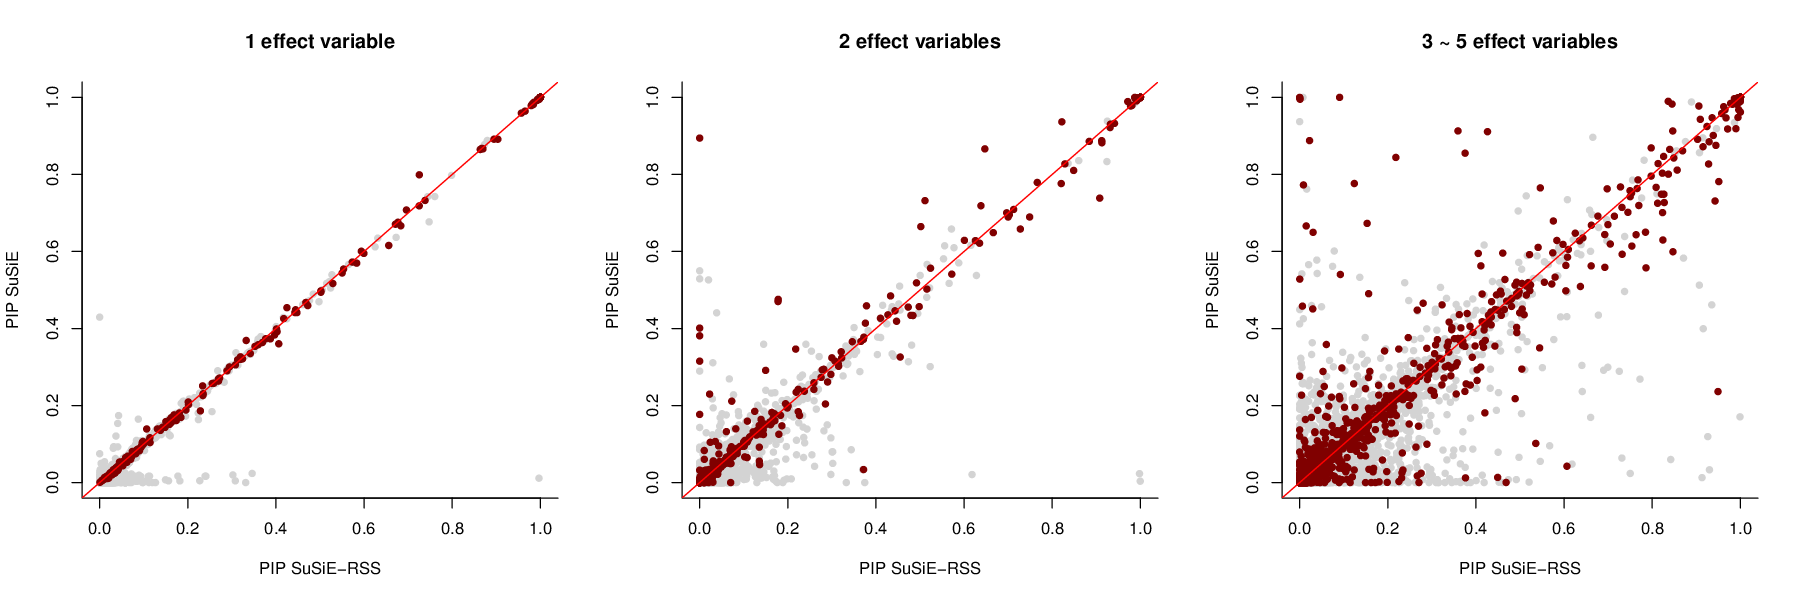 1 effect variable
PIP SuSiE
1.0
0.8
0.6
0.4
0.2
0.0
0.0 0.2 0.4 0.6 0.8 1.0
PIP SuSiE−RSS
2 effect variables
PIP SuSiE
1.0
0.8
0.6
0.4
0.2
0.0
0.0 0.2 0.4 0.6 0.8 1.0
PIP SuSiE−RSS
3 ~ 5 effect variables
PIP SuSiE
1.0
0.8
0.6
0.4
0.2
0.0
0.0 0.2 0.4 0.6 0.8 1.0
PIP SuSiE−RSS